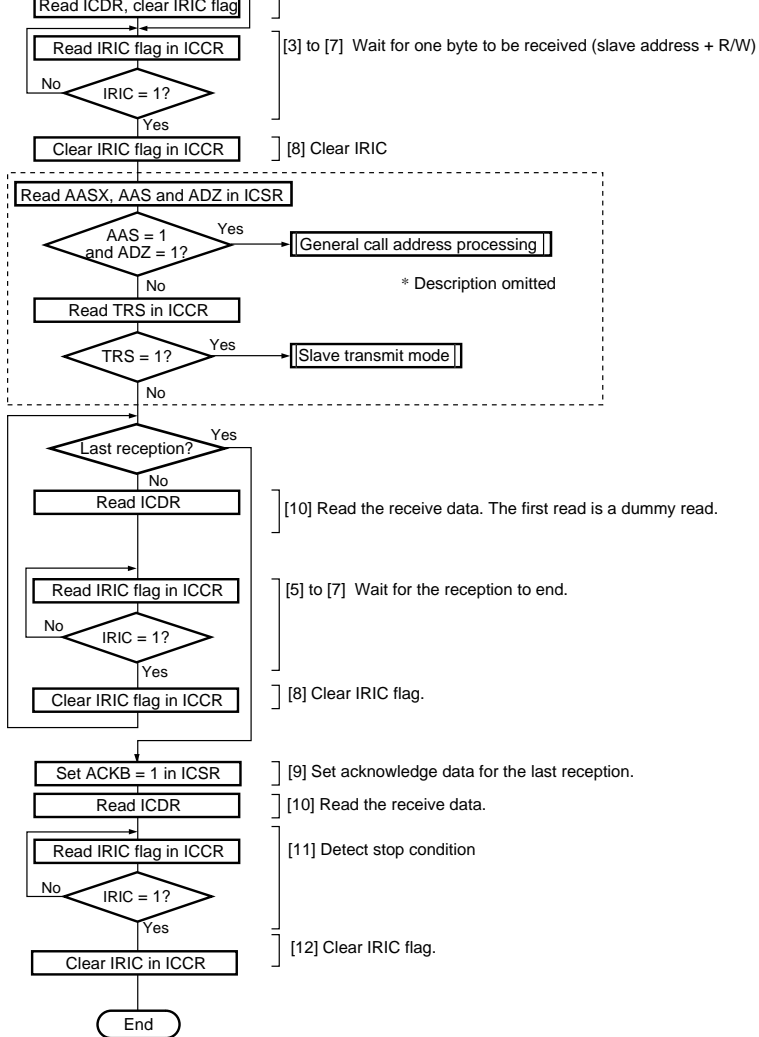 Read ICDR, clear IRIC flag
Read IRIC flag in ICCR
[3] to [7] Wait for one byte to be received (slave address + R/W)
No
IRIC = 1?
Yes
Clear IRIC flag in ICCR
[8] Clear IRIC
Read AASX, AAS and ADZ in ICSR
AAS = 1
and ADZ = 1?
Yes
General call address processing
No
* Description omitted
Read TRS in ICCR
TRS = 1?
Yes
Slave transmit mode
No
Last reception?
Yes
No
Read ICDR
[10] Read the receive data. The first read is a dummy read.
Read IRIC flag in ICCR
[5] to [7] Wait for the reception to end.
No
IRIC = 1?
Yes
Clear IRIC flag in ICCR
[8] Clear IRIC flag.
Set ACKB = 1 in ICSR
[9] Set acknowledge data for the last reception.
Read ICDR
[10] Read the receive data.
Read IRIC flag in ICCR
[11] Detect stop condition
No
IRIC = 1?
Yes
Clear IRIC in ICCR
[12] Clear IRIC flag.
End